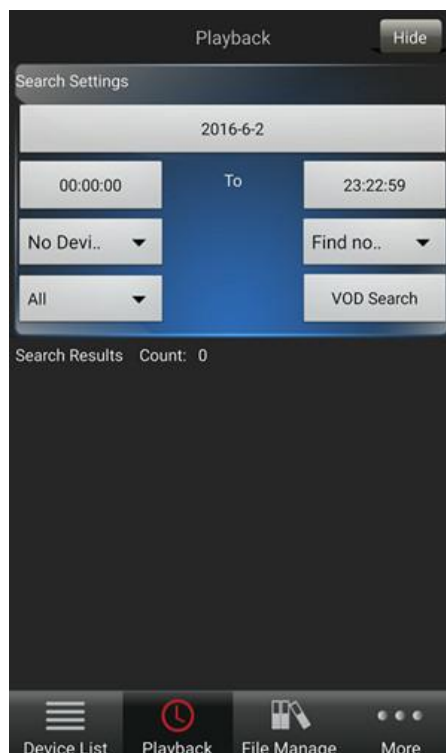 Playback Hide
Search Settings
2016-6-2
00:00:00 To 23:22:59
No Devi.. Find no..
All VOD Search
Search Results Count: 0
Device List Playback File Manage More